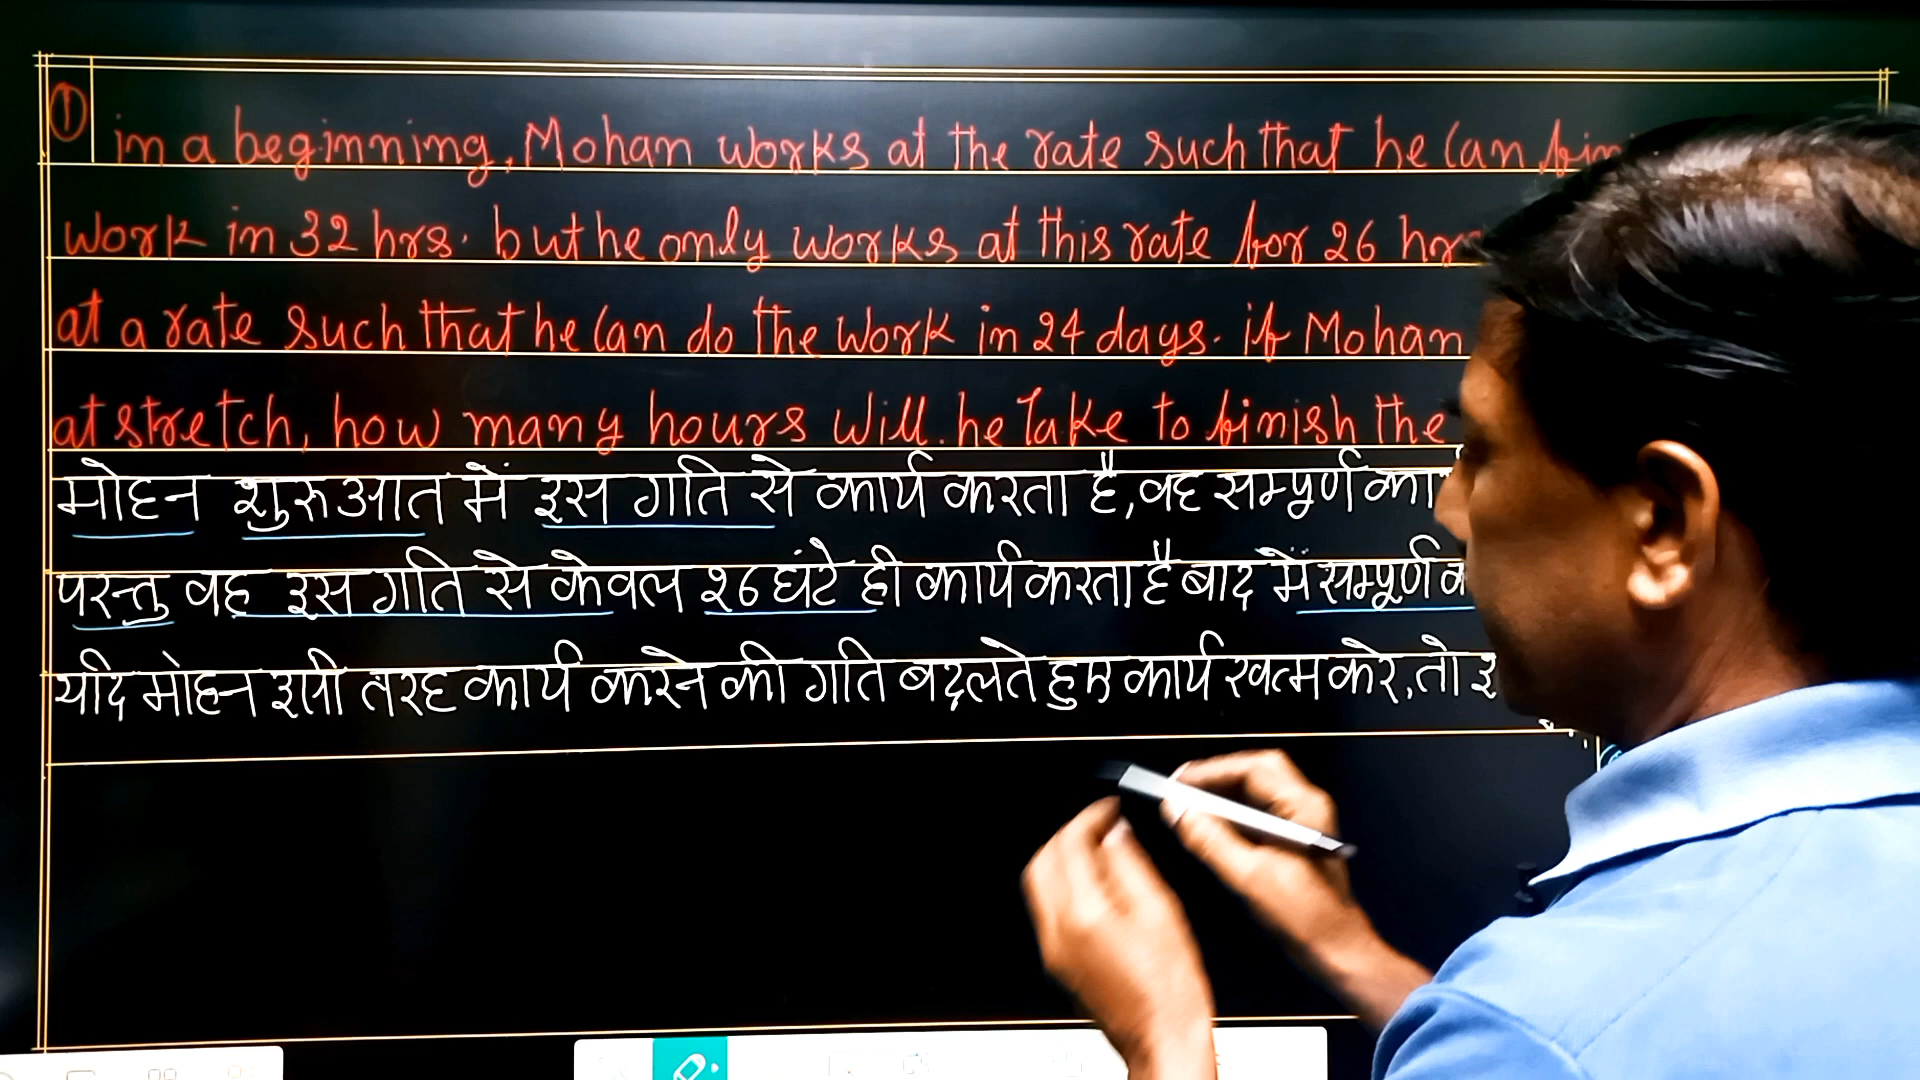 ① in a beginning, Mohan works at the rate such that he can
work in 32 hrs. but he only works at this rate for 26 hrs
at a rate such that he can do the work in 24 days. if Mohan
at stretch, how many hours will he take to finish the
मोहन शुरुआत में इस गति से कार्य करता है, वह सम्पूर्ण
परन्तु वह इस गति से केवल २6 घंटे ही कार्य करता है बाद में सम्पूर्ण
यदि मोहन इसी तरह कार्य करने की गति बदलते हुए कार्य खत्म करे, तो